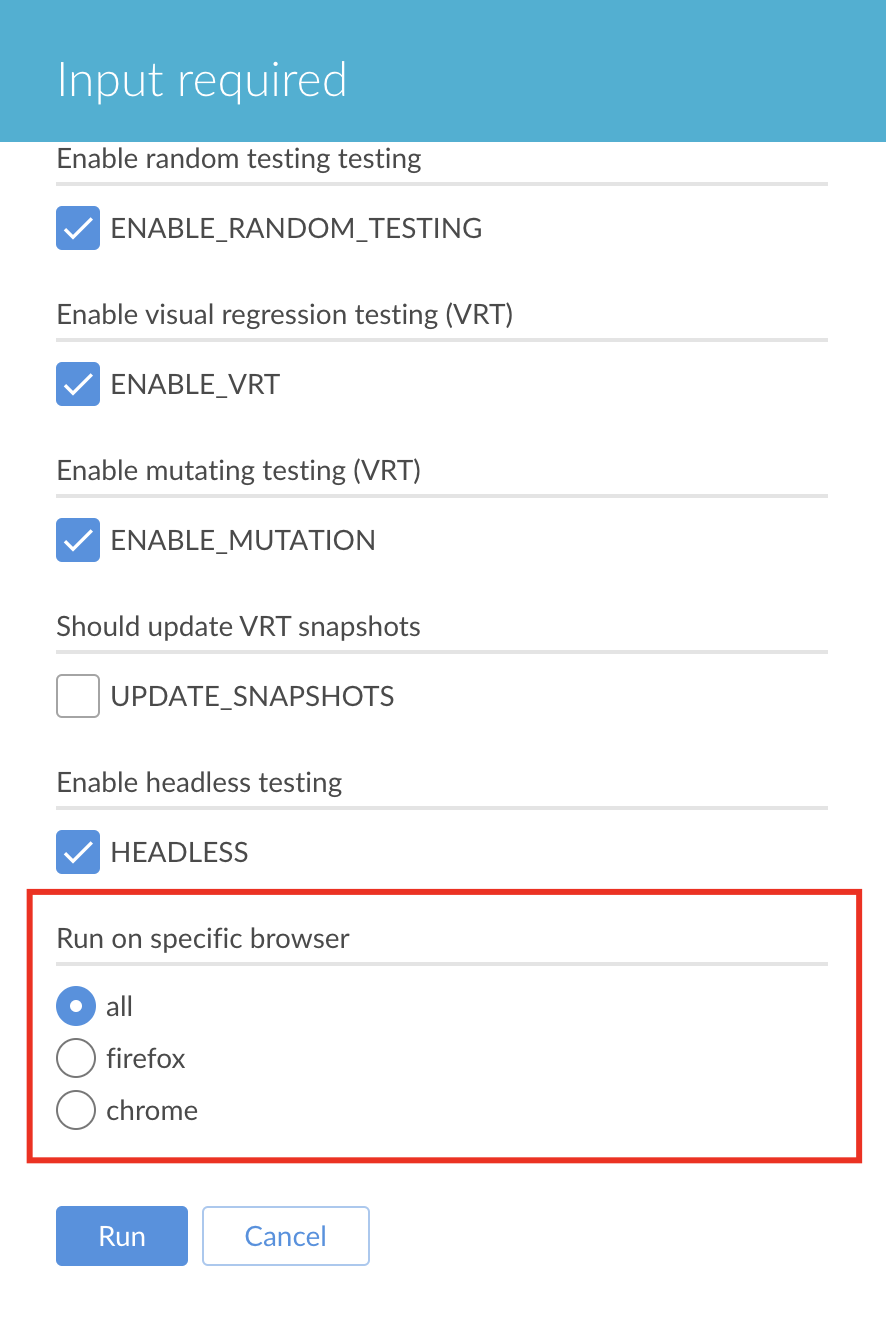 Input required
Enable random testing testing
ENABLE_RANDOM_TESTING
Enable visual regression testing (VRT)
ENABLE_VRT
Enable mutating testing (VRT)
ENABLE_MUTATION
Should update VRT snapshots
UPDATE_SNAPSHOTS
Enable headless testing
HEADLESS
Run on specific browser
all
firefox
chrome
Run Cancel